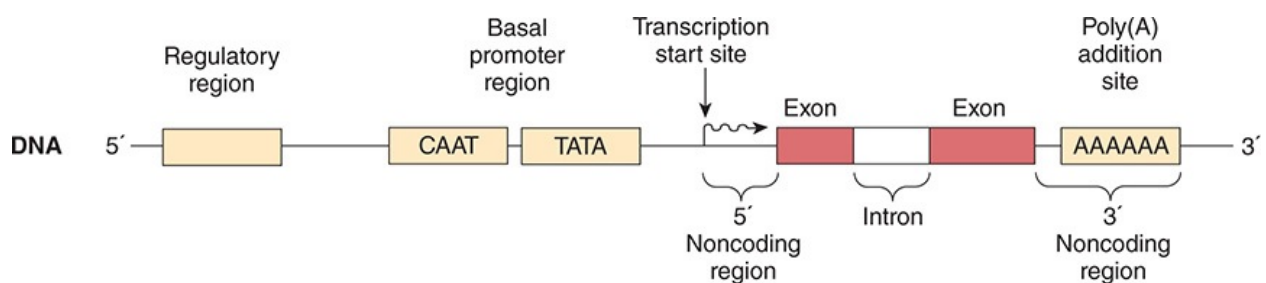 Regulatory
region
Basal
promoter
region
Transcription
start site
Poly(A)
addition
site
Exon
Exon
DNA
5´
CAAT
TATA
AAAAAA
3´
5´
Noncoding
region
Intron
3´
Noncoding
region